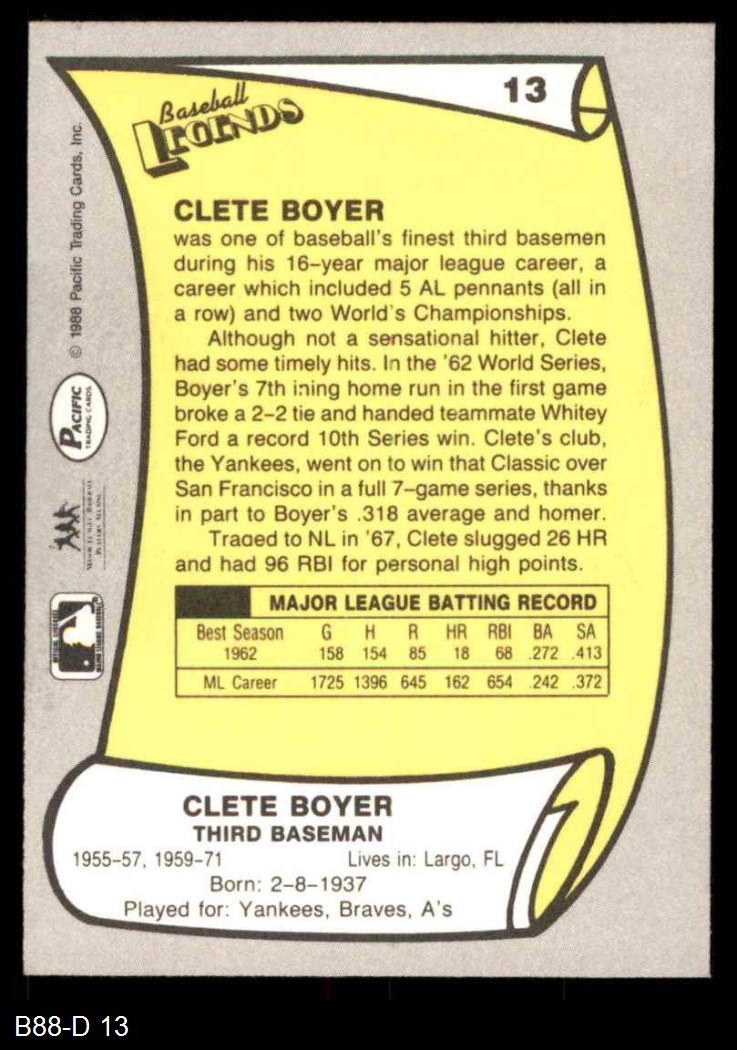 13
Baseball
LEGENDS
CLETE BOYER
was one of baseball's finest third basemen
during his 16-year major league career, a
career which included 5 AL pennants (all in
a row) and two World's Championships.
Although not a sensational hitter, Clete
had some timely hits. In the '62 World Series,
Boyer's 7th ining home run in the first game
broke a 2-2 tie and handed teammate Whitey
Ford a record 10th Series win. Clete's club,
the Yankees, went on to win that Classic over
San Francisco in a full 7-game series, thanks
in part to Boyer's .318 average and homer.
Traded to NL in '67, Clete slugged 26 HR
and had 96 RBI for personal high points.
MAJOR LEAGUE BATTING RECORD
Best Season G H R HR RBI BA SA
1962 158 154 85 18 68 .272 .413
ML Career 1725 1396 645 162 654 .242 .372
CLETE BOYER
THIRD BASEMAN
1955-57, 1959-71 Lives in: Largo, FL
Born: 2-8-1937
Played for: Yankees, Braves, A's
© 1988 Pacific Trading Cards, Inc.
PACIFIC
TRADING CARDS
B88-D 13